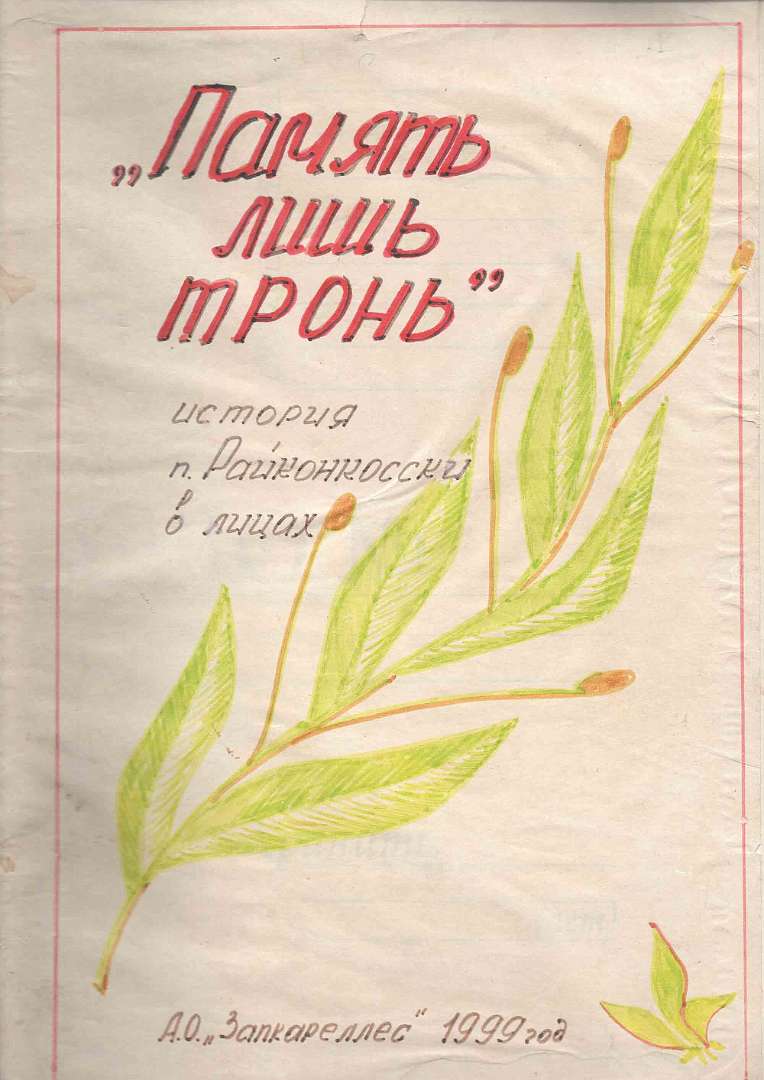 „Память
лишь
тронь"
история
п. Райконкосски
в лицах
А.О. „Запкареллес" 1999 год